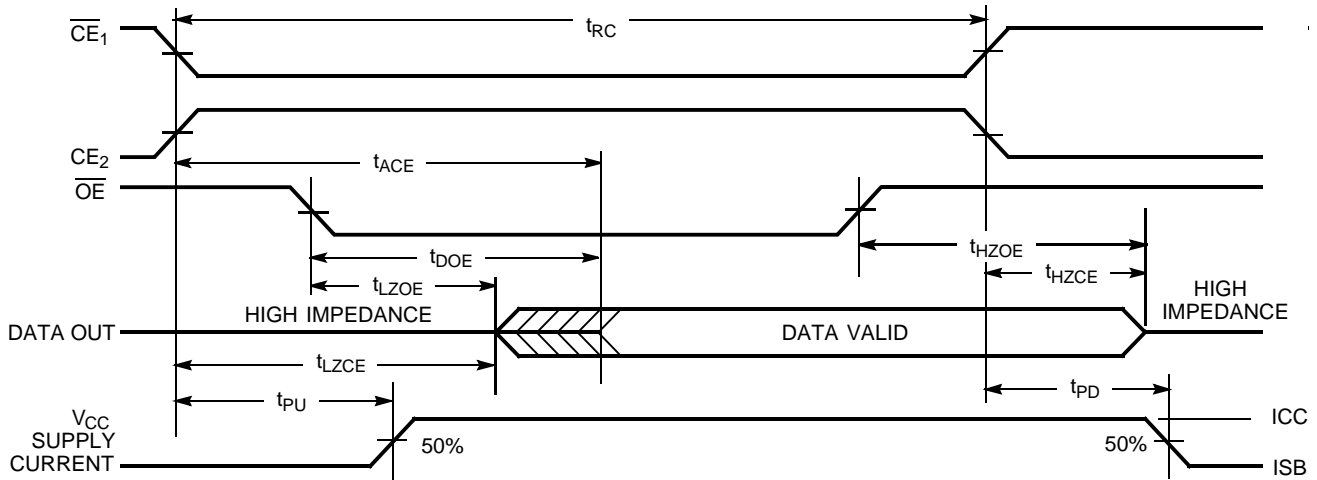 CE1
tRC
CE2
tACE
OE
tDOE
tHZOE
tLZOE
tHZCE
HIGH IMPEDANCE
HIGH
IMPEDANCE
DATA OUT
DATA VALID
tLZCE
tPU
tPD
VCC
SUPPLY
CURRENT
50%
50%
ICC
ISB